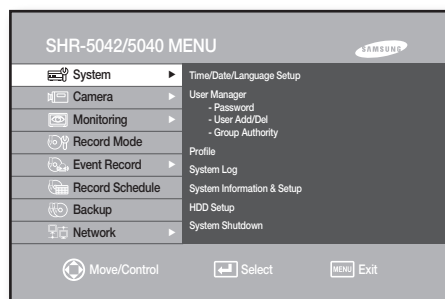 SHR-5042/5040 MENU
SAMSUNG
System
Camera
Monitoring
Record Mode
Event Record
Record Schedule
Backup
Network
Time/Date/Language Setup
User Manager
- Password
- User Add/Del
- Group Authority
Profile
System Log
System Information & Setup
HDD Setup
System Shutdown
Move/Control
Select
MENU Exit